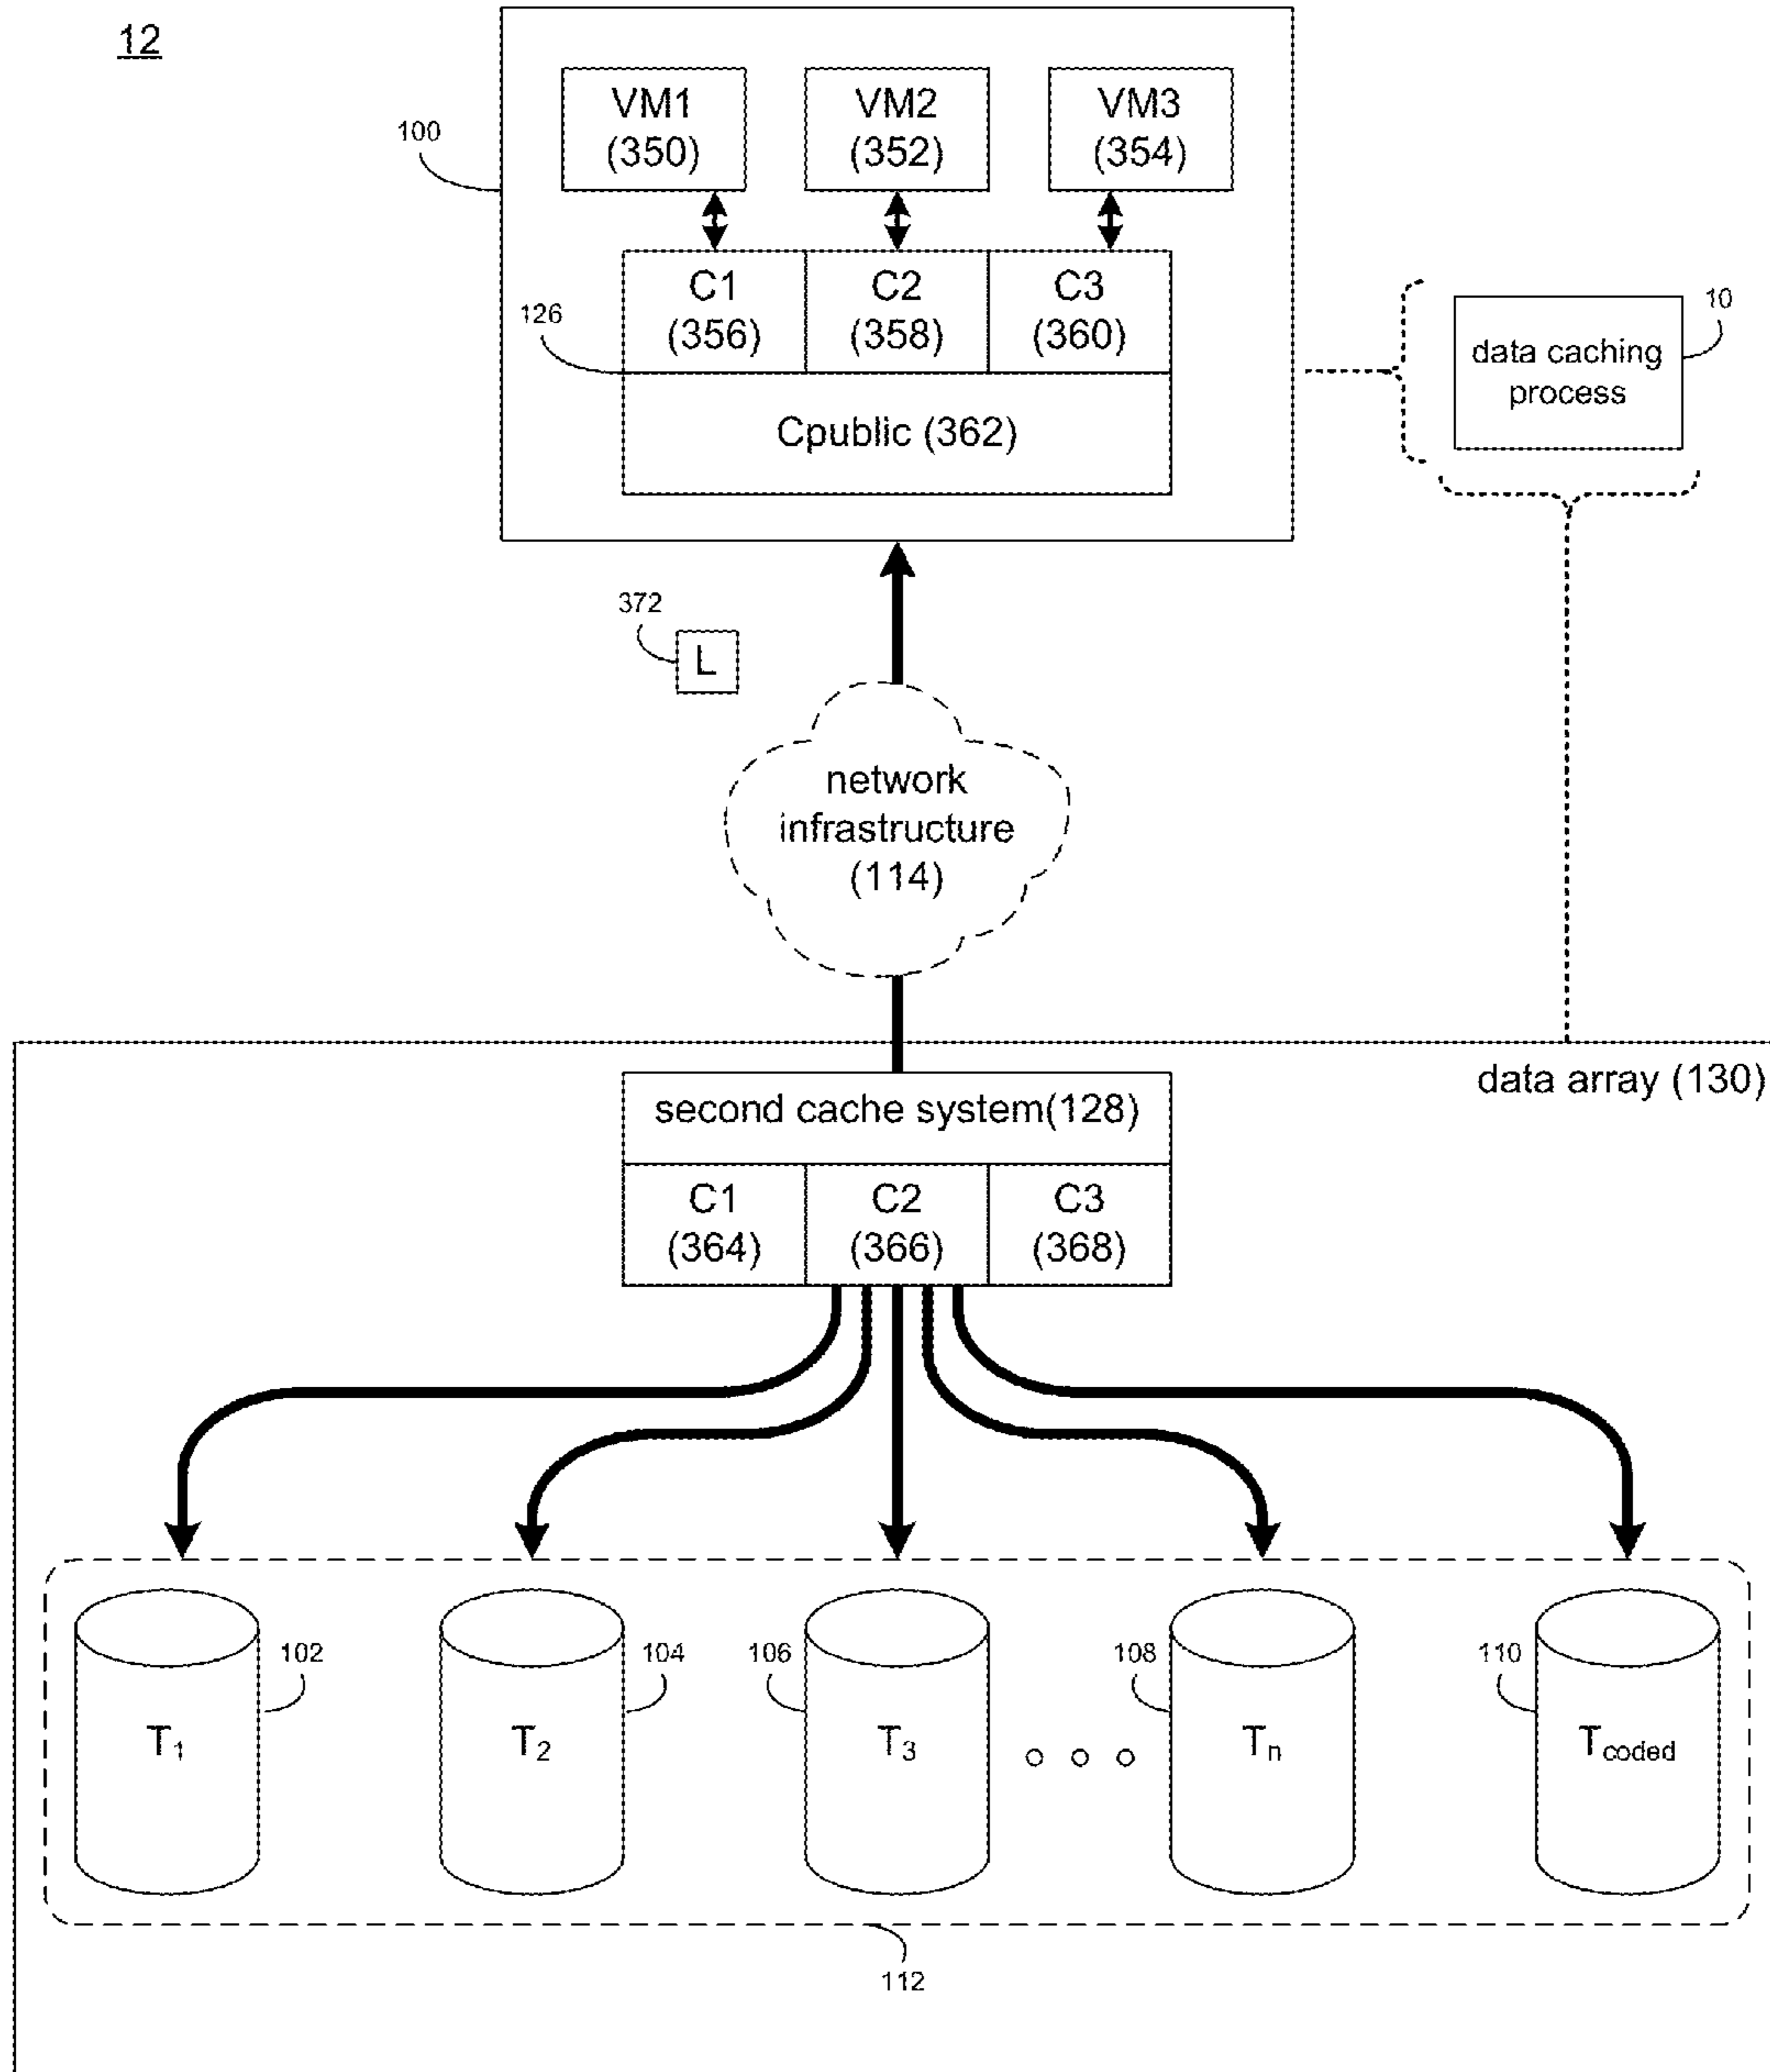 12
100
VM1
(350)
VM2
(352)
VM3
(354)
126
C1
(356)
C2
(358)
C3
(360)
Cpublic (362)
10
data caching
process
372
L
network
infrastructure
(114)
data array (130)
second cache system(128)
C1
(364)
C2
(366)
C3
(368)
102
104
106
108
110
T1
T2
T3
Tn
Tcoded
112